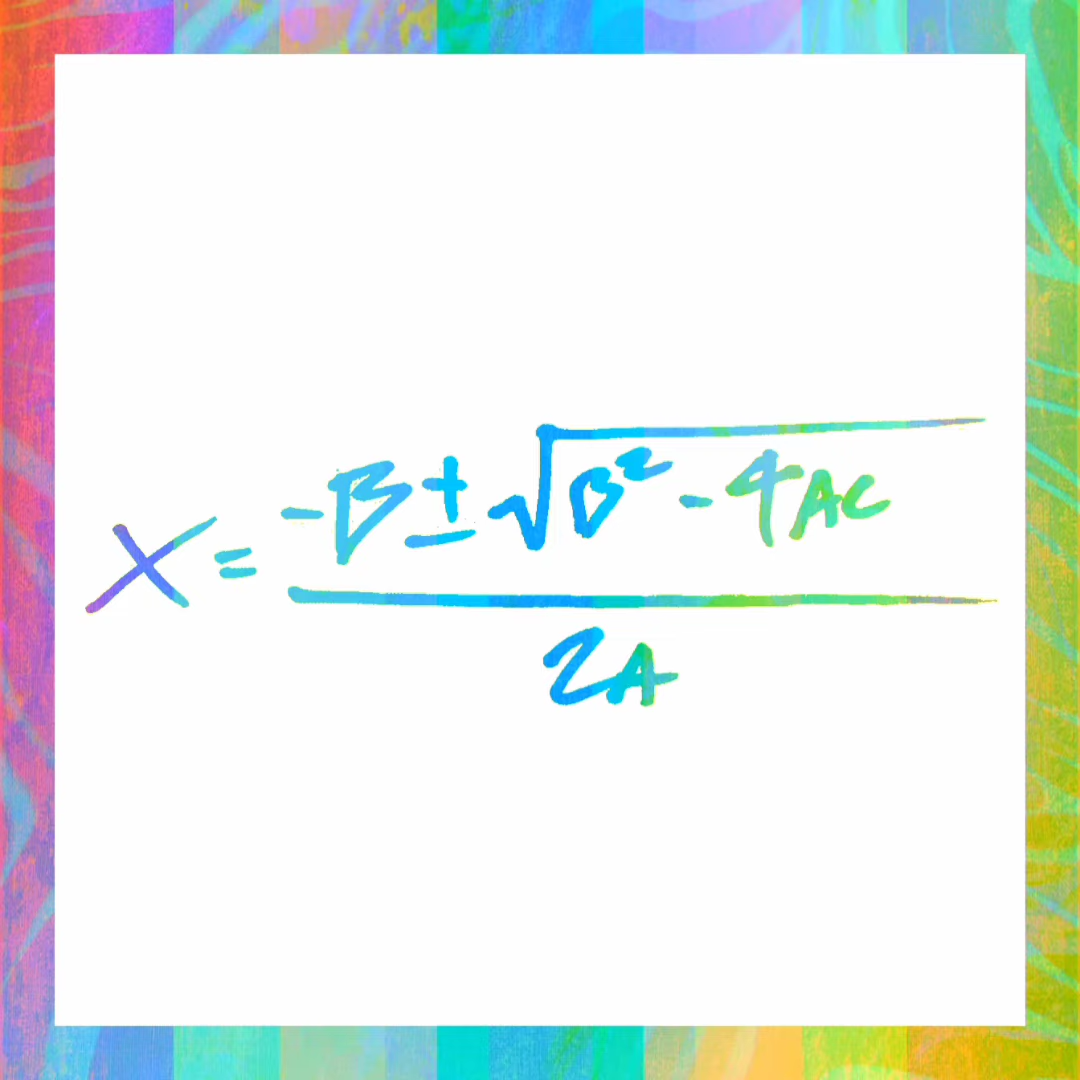 X = -B ± √B² - 4AC
2A